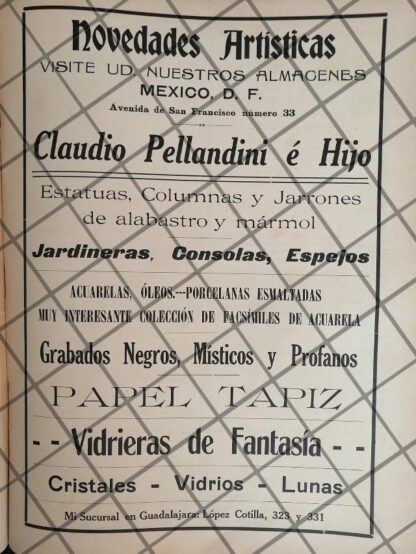 Novedades Artísticas
VISITE UD. NUESTROS ALMACENES
MEXICO, D. F.
Avenida de San Francisco número 33
Claudio Pellandini é Hijo
Estatuas, Columnas y Jarrones
de alabastro y mármol
Jardineras, Consolas, Espejos
ACUARELAS, ÓLEOS.---PORCELANAS ESMALTADAS
MUY INTERESANTE COLECCIÓN DE FACSÍMILES DE ACUARELA
Grabados Negros, Místicos y Profanos
PAPEL TAPIZ
- - Vidrieras de Fantasía - -
Cristales - Vidrios - Lunas
Mi Sucursal en Guadalajara: López Cotilla, 323 y 331